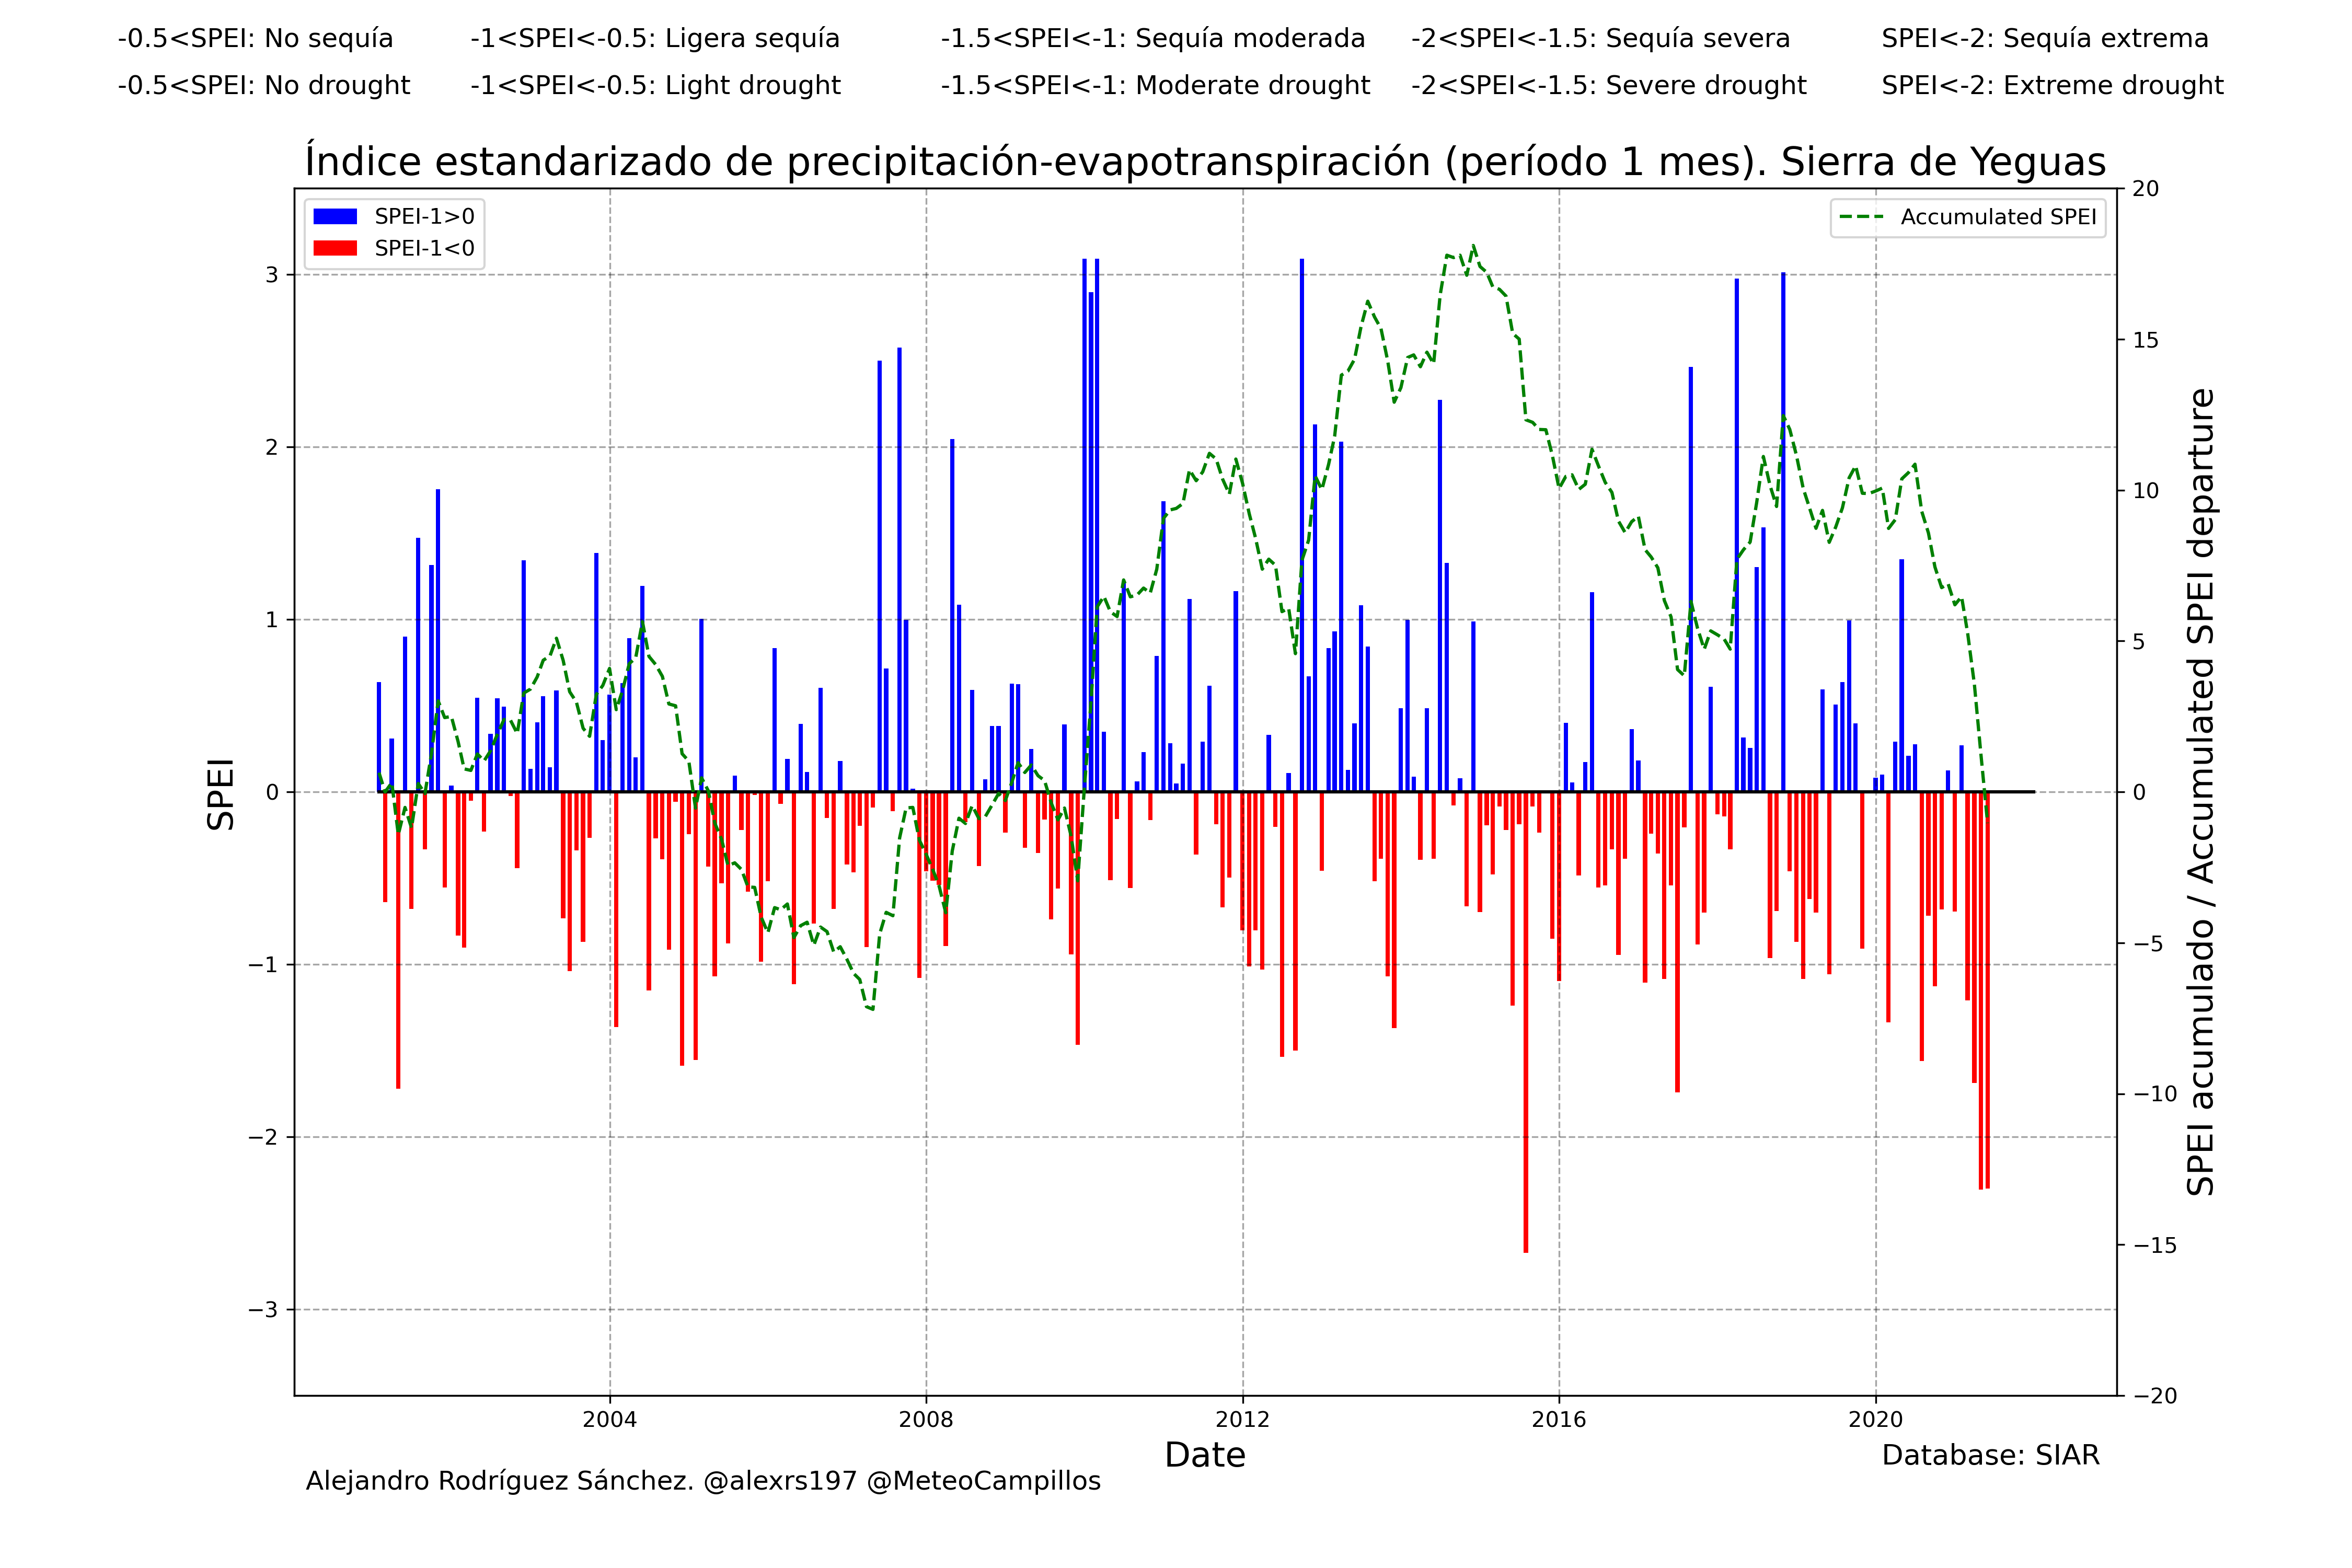 -0.5<SPEI: No sequía -1<SPEI<-0.5: Ligera sequía -1.5<SPEI<-1: Sequía moderada -2<SPEI<-1.5: Sequía severa SPEI<-2: Sequía extrema
-0.5<SPEI: No drought -1<SPEI<-0.5: Light drought -1.5<SPEI<-1: Moderate drought -2<SPEI<-1.5: Severe drought SPEI<-2: Extreme drought
Índice estandarizado de precipitación-evapotranspiración (período 1 mes). Sierra de Yeguas
SPEI-1>0
SPEI-1<0
Accumulated SPEI
SPEI
3
2
1
0
−1
−2
−3
20
15
10
5
0
−5
−10
−15
−20
SPEI acumulado / Accumulated SPEI departure
2004 2008 2012 2016 2020
Date
Database: SIAR
Alejandro Rodríguez Sánchez. @alexrs197 @MeteoCampillos